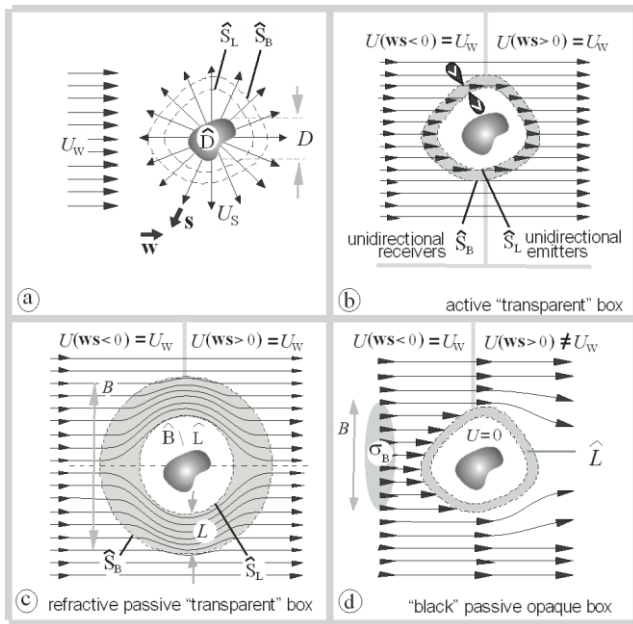 Ŝ_L Ŝ_B
U_W
D̂
D
U_S
s
w
a
U(ws<0)=U_W U(ws>0)=U_W
unidirectional receivers
Ŝ_B
Ŝ_L
unidirectional emitters
b
active "transparent" box
U(ws<0)=U_W U(ws>0)=U_W
B
B̂ \ L̂
L
Ŝ_B
Ŝ_L
c refractive passive "transparent" box
U(ws<0)=U_W U(ws>0)≠U_W
B
σ_B
U=0
L̂
d "black" passive opaque box